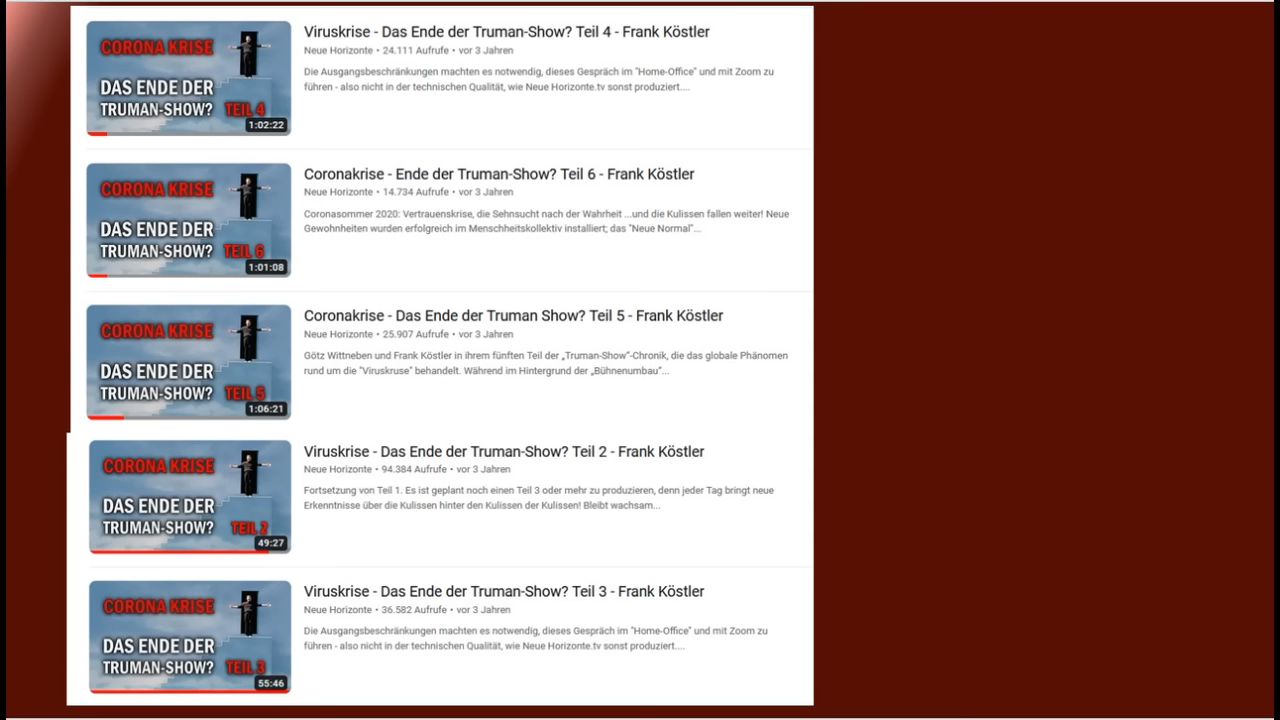 CORONA KRISE
DAS ENDE DER
TRUMAN-SHOW? TEIL 4
1:02:22
Viruskrise - Das Ende der Truman-Show? Teil 4 - Frank Köstler
Neue Horizonte • 24.111 Aufrufe • vor 3 Jahren
Die Ausgangsbeschränkungen machten es notwendig, dieses Gespräch im "Home-Office" und mit Zoom zu
führen - also nicht in der technischen Qualität, wie Neue Horizonte.tv sonst produziert....
CORONA KRISE
DAS ENDE DER
TRUMAN-SHOW? TEIL 6
1:01:08
Coronakrise - Ende der Truman-Show? Teil 6 - Frank Köstler
Neue Horizonte • 14.734 Aufrufe • vor 3 Jahren
Coronasommer 2020: Vertrauenskrise, die Sehnsucht nach der Wahrheit ...und die Kulissen fallen weiter! Neue
Gewohnheiten wurden erfolgreich im Menschheitskollektiv installiert; das "Neue Normal"...
CORONA KRISE
DAS ENDE DER
TRUMAN-SHOW? TEIL 5
1:06:21
Coronakrise - Das Ende der Truman Show? Teil 5 - Frank Köstler
Neue Horizonte • 25.907 Aufrufe • vor 3 Jahren
Götz Wittneben und Frank Köstler in ihrem fünften Teil der „Truman-Show“-Chronik, die das globale Phänomen
rund um die "Viruskruse" behandelt. Während im Hintergrund der „Bühnenumbau“...
CORONA KRISE
DAS ENDE DER
TRUMAN-SHOW? TEIL 2
49:27
Viruskrise - Das Ende der Truman-Show? Teil 2 - Frank Köstler
Neue Horizonte • 94.384 Aufrufe • vor 3 Jahren
Fortsetzung von Teil 1. Es ist geplant noch einen Teil 3 oder mehr zu produzieren, denn jeder Tag bringt neue
Erkenntnisse über die Kulissen hinter den Kulissen der Kulissen! Bleibt wachsam...
CORONA KRISE
DAS ENDE DER
TRUMAN-SHOW? TEIL 3
55:46
Viruskrise - Das Ende der Truman-Show? Teil 3 - Frank Köstler
Neue Horizonte • 36.582 Aufrufe • vor 3 Jahren
Die Ausgangsbeschränkungen machten es notwendig, dieses Gespräch im "Home-Office" und mit Zoom zu
führen - also nicht in der technischen Qualität, wie Neue Horizonte.tv sonst produziert....